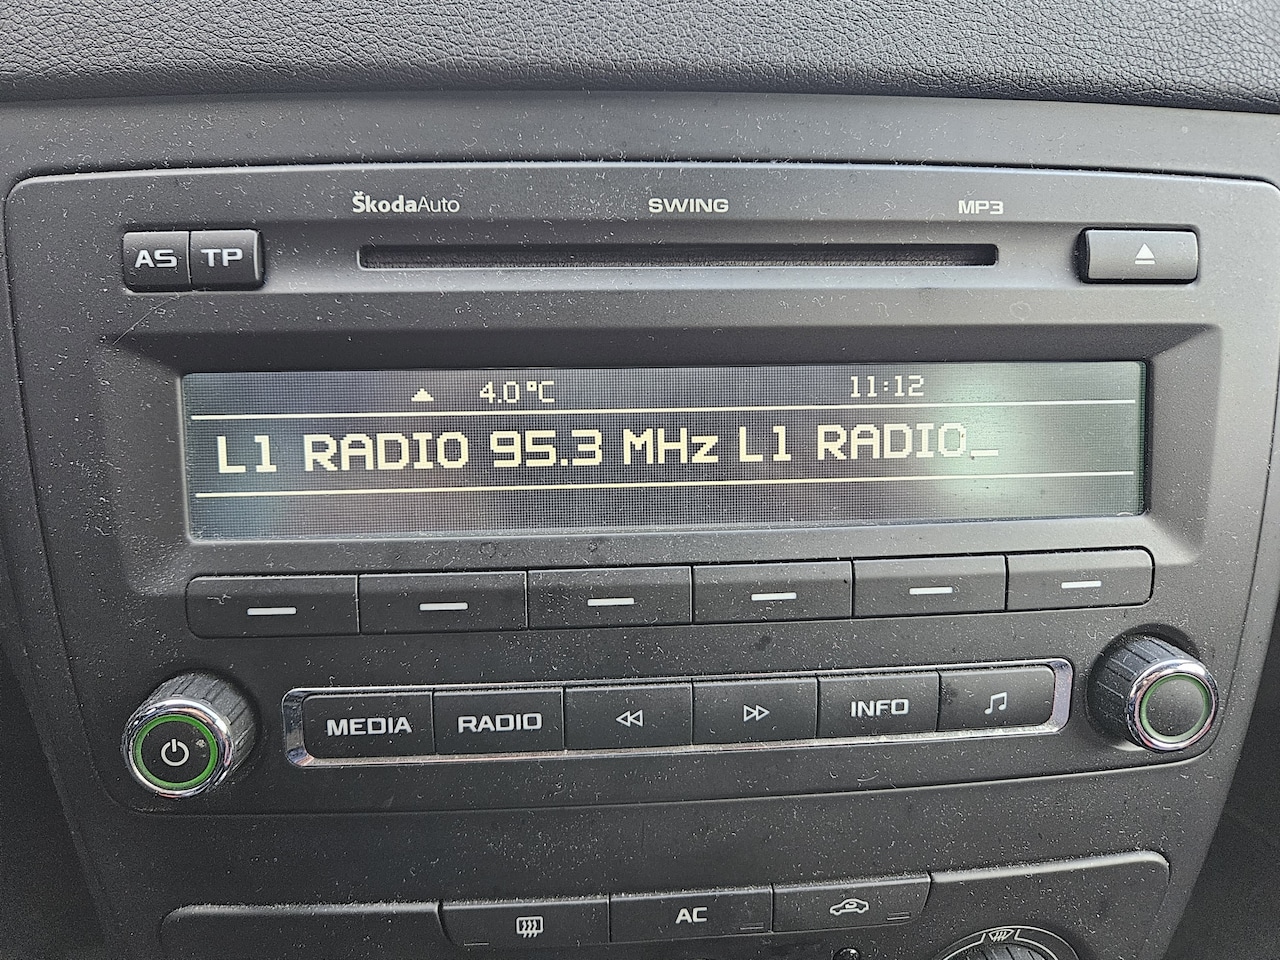 ŠkodaAuto SWING MP3
AS TP
4.0°C 11:12
L1 RADIO 95.3 MHz L1 RADIO_
MEDIA RADIO INFO
AC